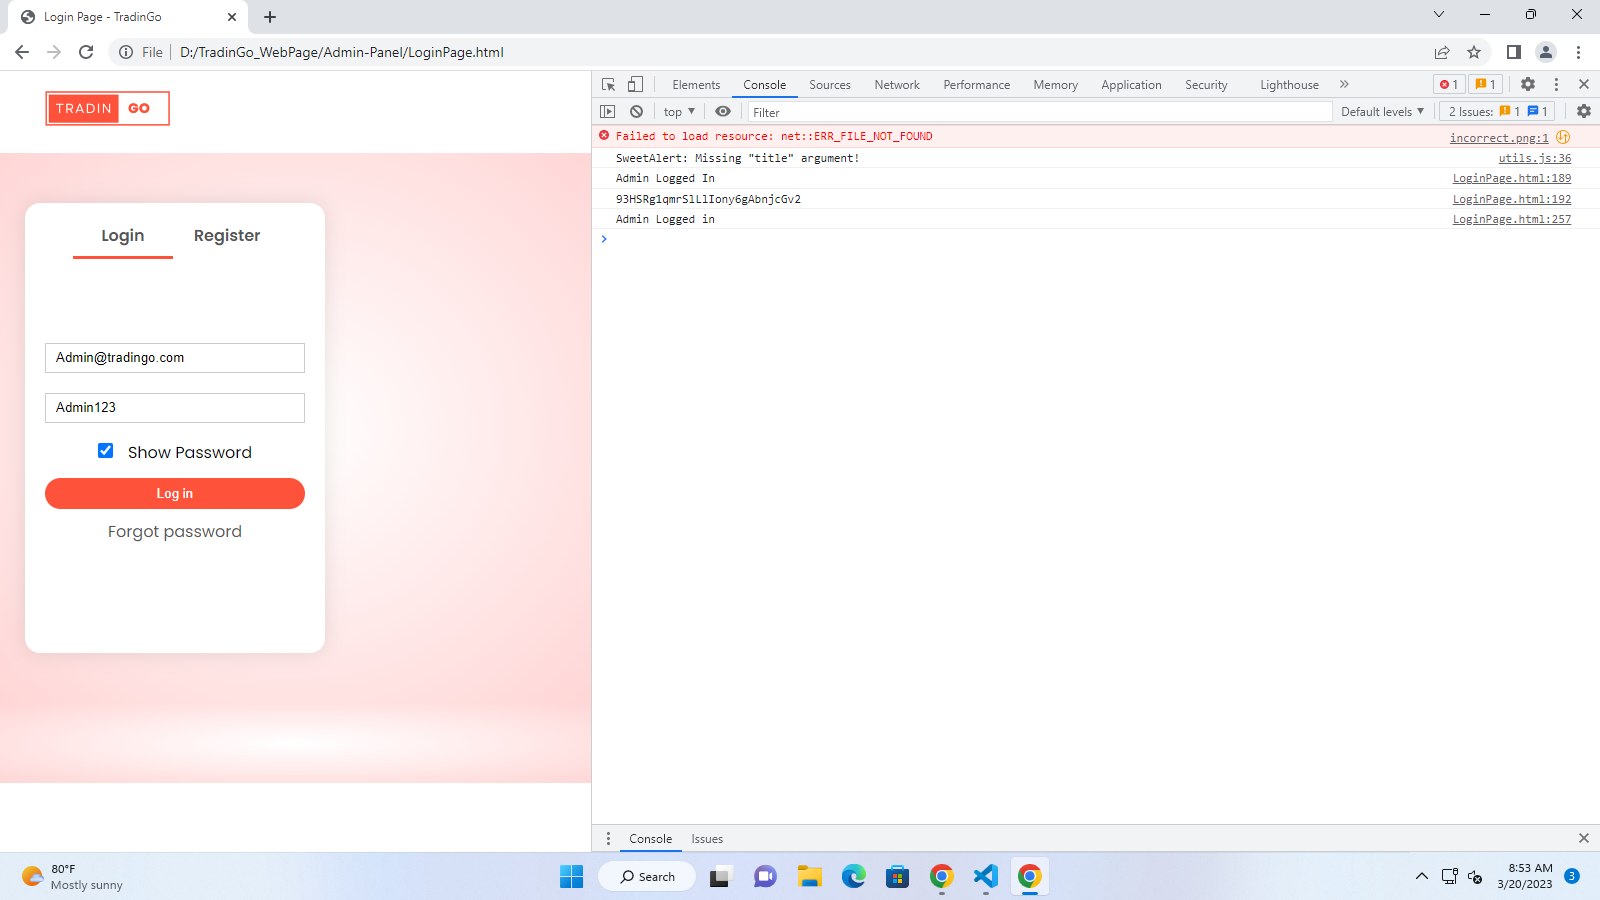 Login Page - TradinGo
File
D:/TradinGo_WebPage/Admin-Panel/LoginPage.html
TRADIN GO
Login
Register
Admin@tradingo.com
Admin123
Show Password
Log in
Forgot password
Elements
Console
Sources
Network
Performance
Memory
Application
Security
Lighthouse
1
1
top
Filter
Default levels
2 Issues:
1
1
Failed to load resource: net::ERR_FILE_NOT_FOUND
incorrect.png:1
SweetAlert: Missing "title" argument!
utils.js:36
Admin Logged In
LoginPage.html:189
LoginPage.html:192
Admin Logged in
LoginPage.html:257
Console
Issues
80°F
Mostly sunny
Search
8:53 AM
3/20/2023
3